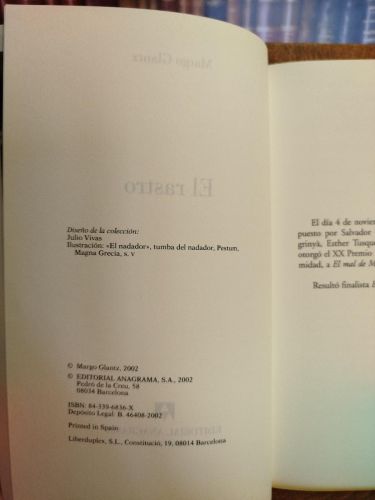 Margo Glantz
El rastro
Diseño de la colección:
Julio Vivas
Ilustración: «El nadador», tumba del nadador, Pestun,
Magna Grecia, s. v
© Margo Glantz, 2002
© EDITORIAL ANAGRAMA, S.A., 2002
Pedró de la Creu, 58
08034 Barcelona
ISBN: 84-339-6836-X
Depósito Legal: B. 46408-2002
Printed in Spain
Liberduplex, S.L., Constitució, 19, 08014 Barcelona
El día 4 de novie
puesto por Salvador
grinyà, Esther Tusque
otorgó el XX Premio
midad, a El mal de M
Resultó finalista